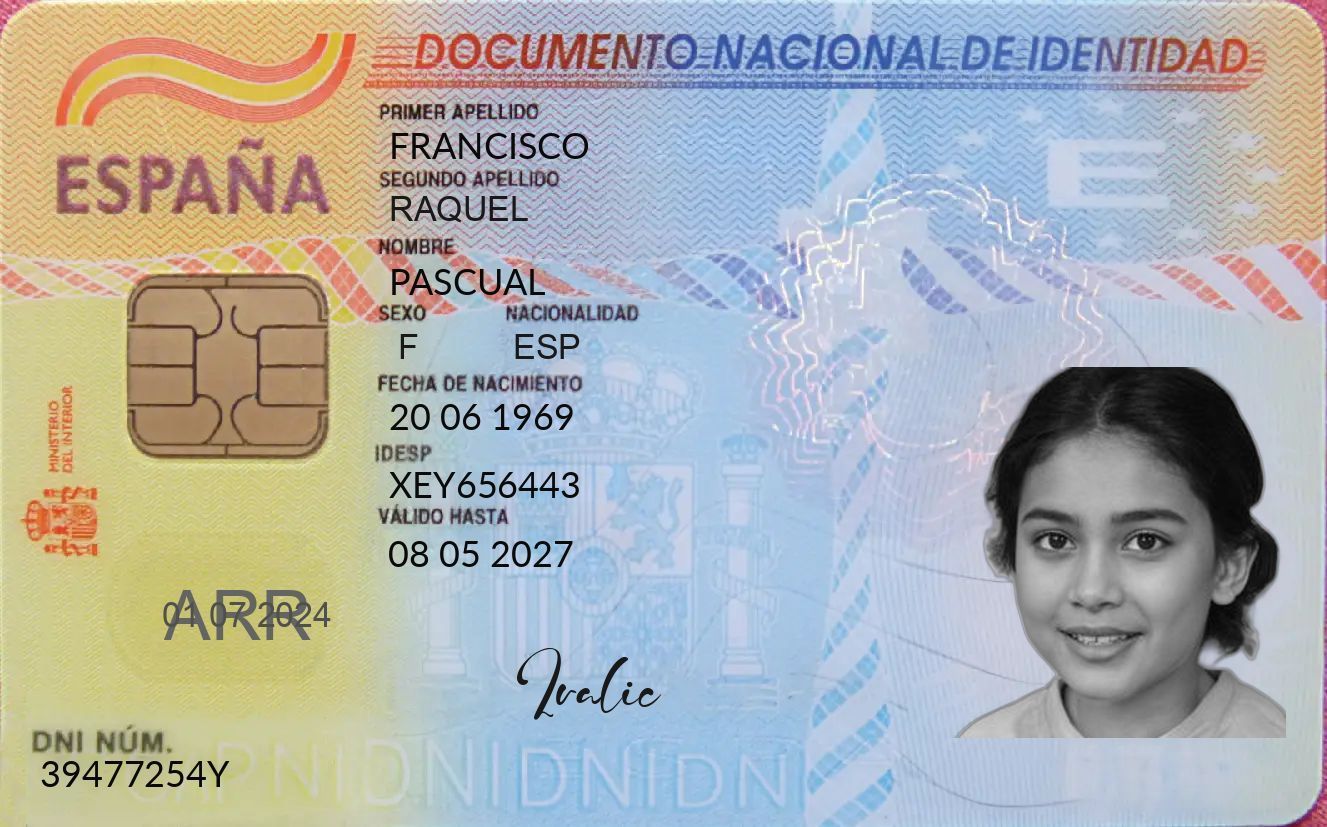 DOCUMENTO NACIONAL DE IDENTIDAD
ESPAÑA
PRIMER APELLIDO
FRANCISCO
SEGUNDO APELLIDO
RAQUEL
NOMBRE
PASCUAL
SEXO NACIONALIDAD
F ESP
FECHA DE NACIMIENTO
20 06 1969
IDESP
XEY656443
VÁLIDO HASTA
08 05 2027
MINISTERIO
DEL INTERIOR
E
ARR
01 07 2024
DNI NÚM.
39477254Y
DNIDNIDNIDN